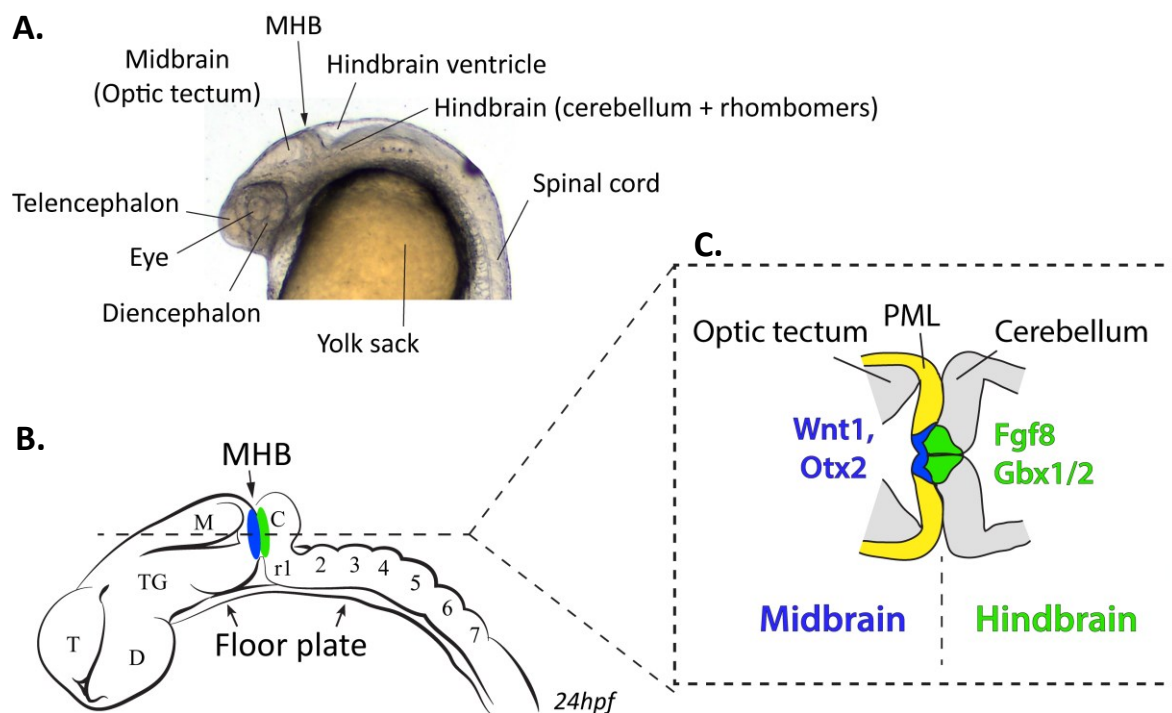 A.
MHB
Midbrain
(Optic tectum)
Hindbrain ventricle
Hindbrain (cerebellum + rhombomers)
Spinal cord
Telencephalon
Eye
Diencephalon
Yolk sack
B.
MHB
M
C
TG
r1
2
3
4
5
6
7
T
D
Floor plate
24hpf
C.
Optic tectum
PML
Cerebellum
Wnt1,
Otx2
Fgf8
Gbx1/2
Midbrain
Hindbrain